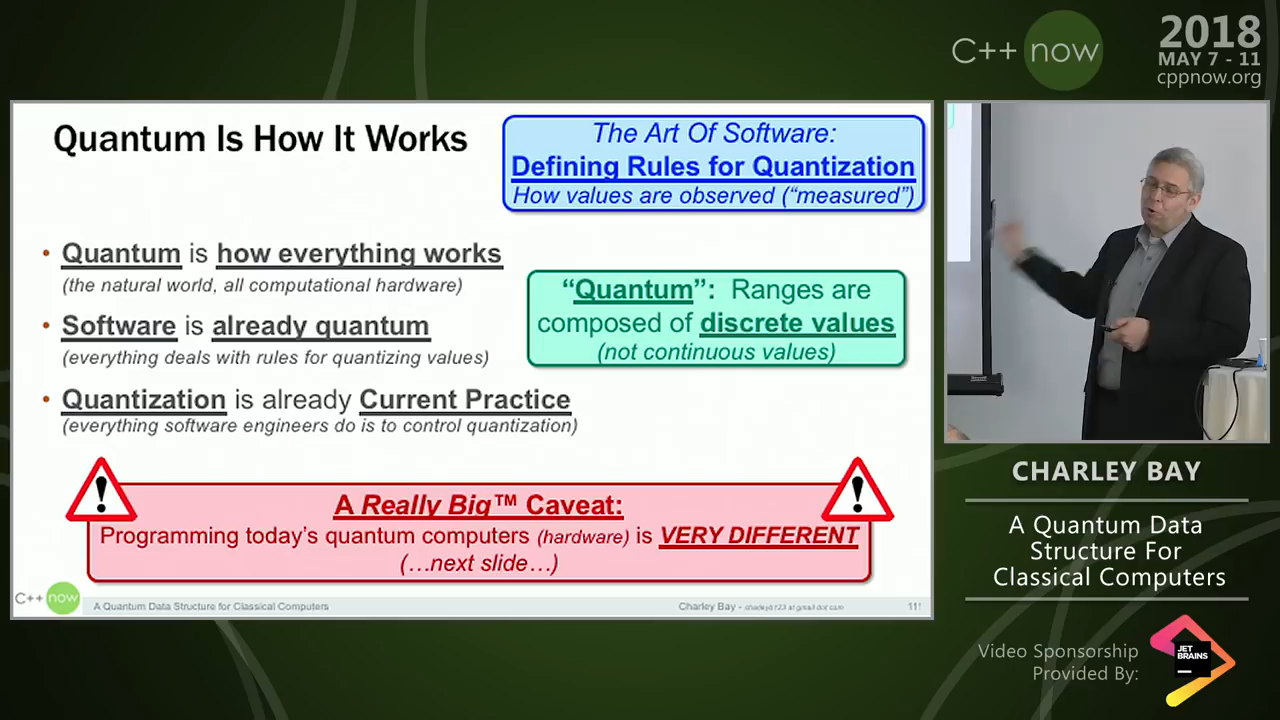 C++ now
2018
MAY 7 - 11
cppnow.org
Quantum Is How It Works
The Art Of Software:
Defining Rules for Quantization
How values are observed (“measured”)
• Quantum is how everything works
(the natural world, all computational hardware)
• Software is already quantum
(everything deals with rules for quantizing values)
• Quantization is already Current Practice
(everything software engineers do is to control quantization)
“Quantum”: Ranges are
composed of discrete values
(not continuous values)
A Really Big™ Caveat:
Programming today’s quantum computers (hardware) is VERY DIFFERENT
(…next slide…)
C++ now
A Quantum Data Structure for Classical Computers
Charley Bay - charleyb123 at gmail dot com
CHARLEY BAY
A Quantum Data
Structure For
Classical Computers
Video Sponsorship
Provided By:
JET
BRAINS